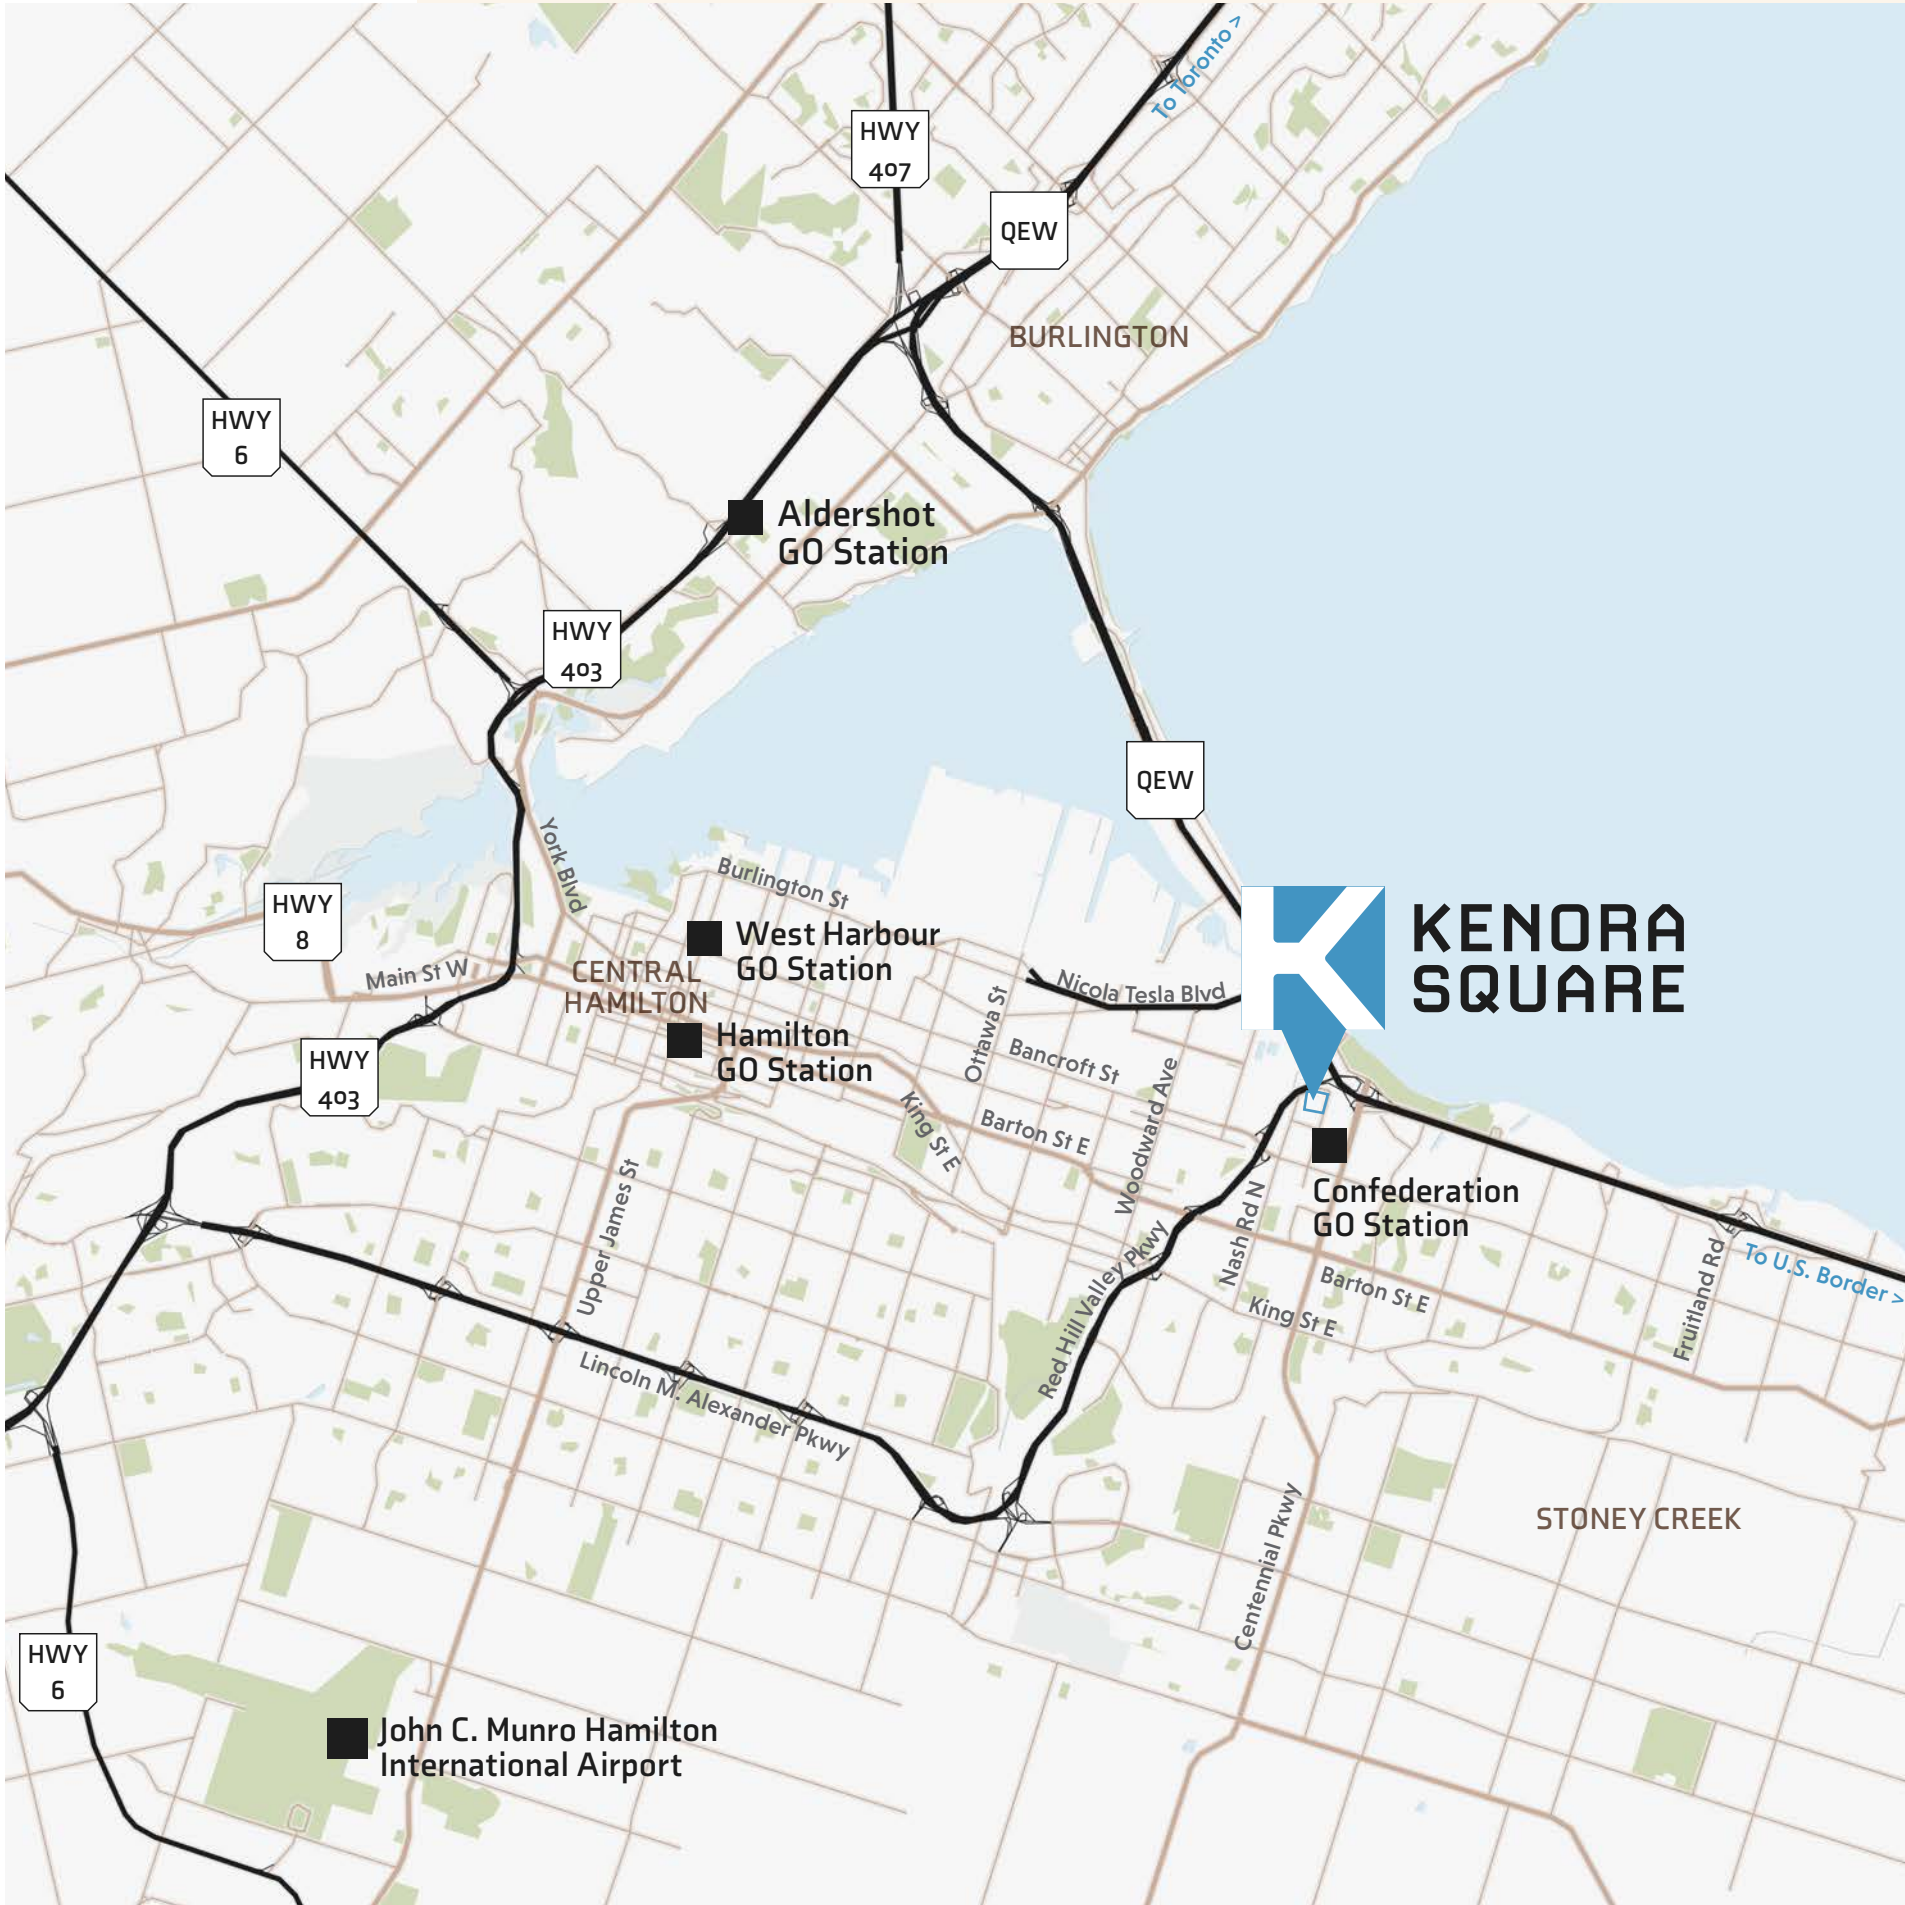 To Toronto >
HWY
407
QEW
BURLINGTON
HWY
6
Aldershot
GO Station
HWY
403
QEW
York Blvd
Burlington St
HWY
8
West Harbour
GO Station
KENORA
SQUARE
Main St W
CENTRAL
HAMILTON
Nicola Tesla Blvd
Ottawa St
Hamilton
GO Station
Bancroft St
HWY
403
King St E
Barton St E
Woodward Ave
Confederation
GO Station
Upper James St
Nash Rd N
Red Hill Valley Pkwy
Barton St E
King St E
Fruitland Rd
To U.S. Border >
Lincoln M. Alexander Pkwy
Centennial Pkwy
STONEY CREEK
HWY
6
John C. Munro Hamilton
International Airport